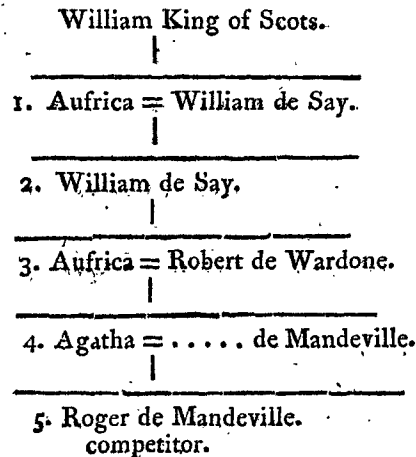 William King of Scots.
1. Aufrica = William de Say.
2. William de Say.
3. Aufrica = Robert de Wardone.
4. Agatha = ..... de Mandeville.
5. Roger de Mandeville.
competitor.